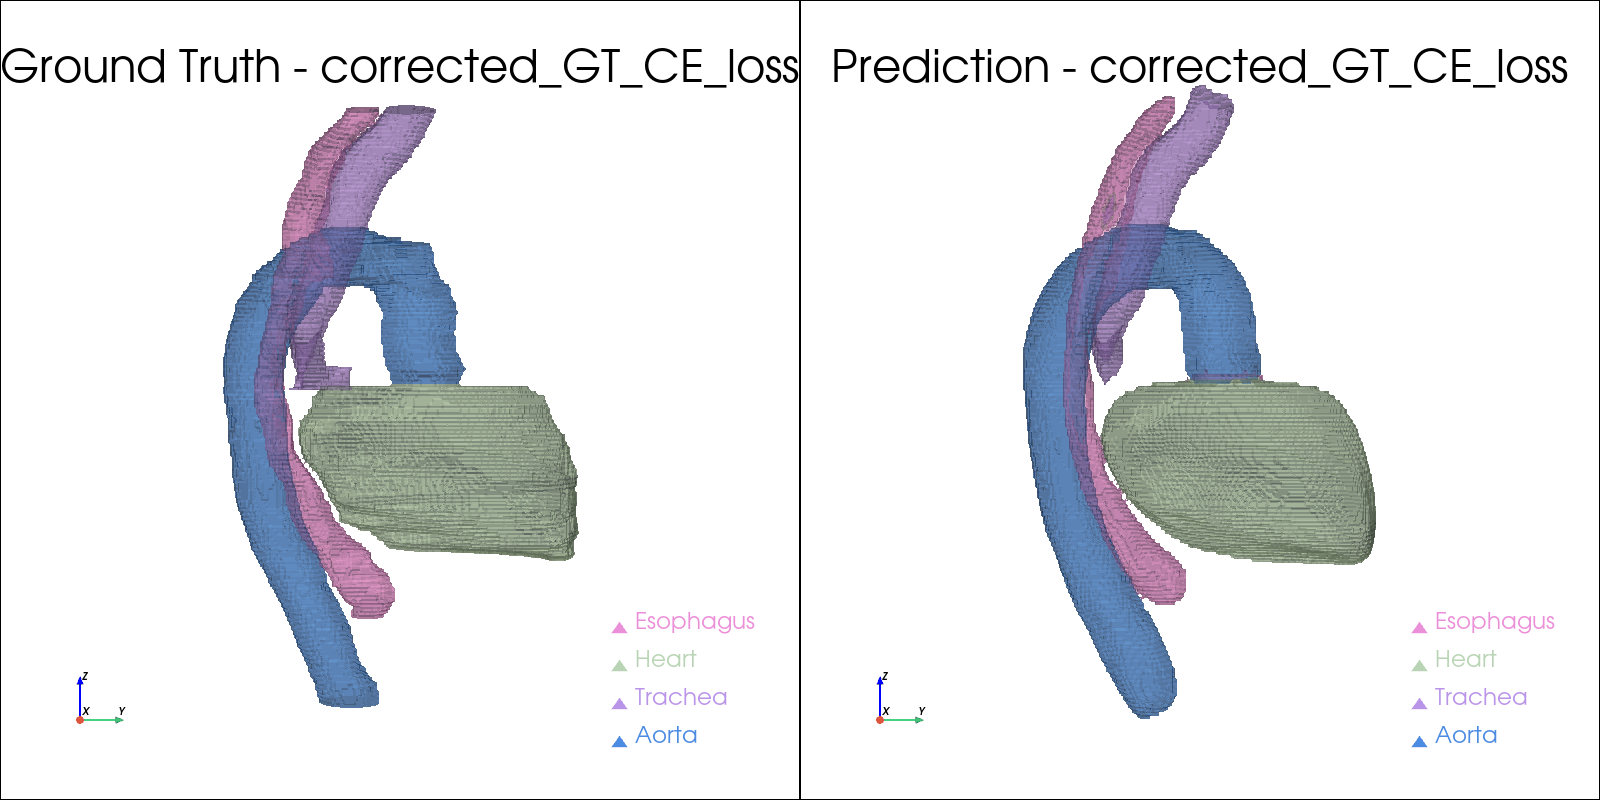 Ground Truth - corrected_GT_CE_loss
Esophagus
Heart
Trachea
Aorta
Z
X
Y
Prediction - corrected_GT_CE_loss
Esophagus
Heart
Trachea
Aorta
Z
X
Y